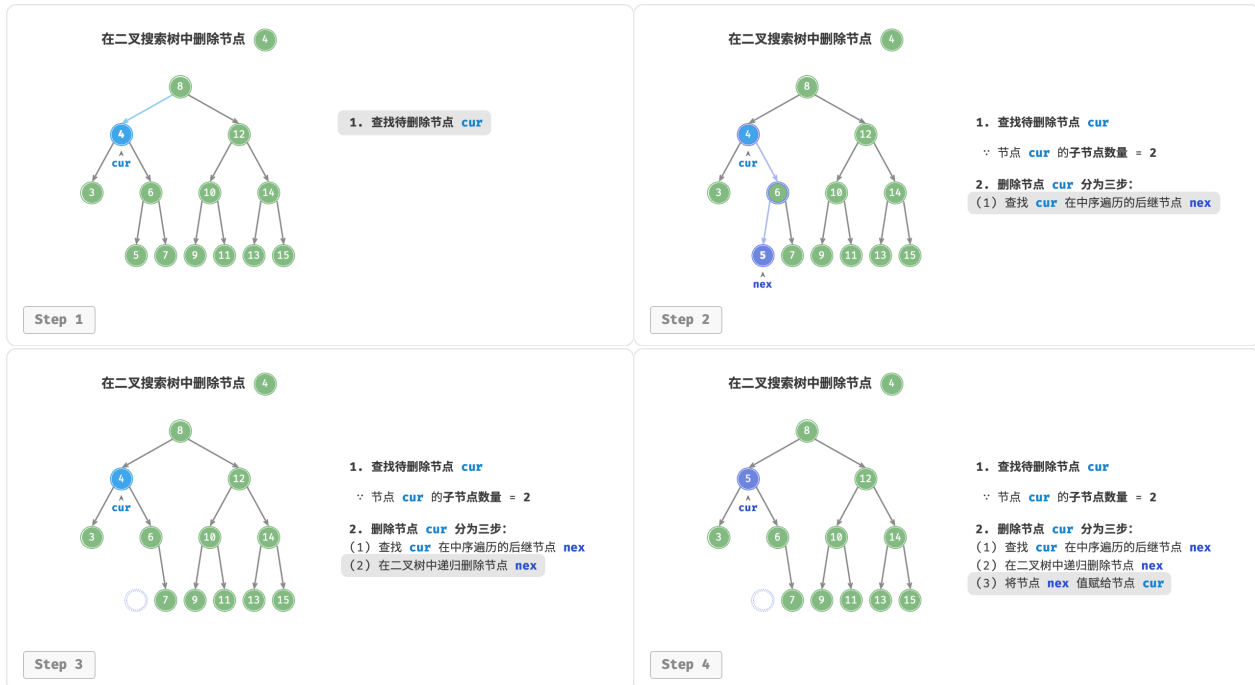 在二叉搜索树中删除节点 4
8
1. 查找待删除节点 cur
4 12
cur
3 6 10 14
5 7 9 11 13 15
Step 1
在二叉搜索树中删除节点 4
8
1. 查找待删除节点 cur
4 12
cur
∵ 节点 cur 的子节点数量 = 2
2. 删除节点 cur 分为三步:
3 6 10 14
(1) 查找 cur 在中序遍历的后继节点 nex
5 7 9 11 13 15
nex
Step 2
在二叉搜索树中删除节点 4
8
1. 查找待删除节点 cur
4 12
∵ 节点 cur 的子节点数量 = 2
cur
2. 删除节点 cur 分为三步:
3 6 10 14
(1) 查找 cur 在中序遍历的后继节点 nex
(2) 在二叉树中递归删除节点 nex
7 9 11 13 15
Step 3
在二叉搜索树中删除节点 4
8
1. 查找待删除节点 cur
5 12
∵ 节点 cur 的子节点数量 = 2
cur
2. 删除节点 cur 分为三步:
3 6 10 14
(1) 查找 cur 在中序遍历的后继节点 nex
(2) 在二叉树中递归删除节点 nex
(3) 将节点 nex 值赋给节点 cur
7 9 11 13 15
Step 4